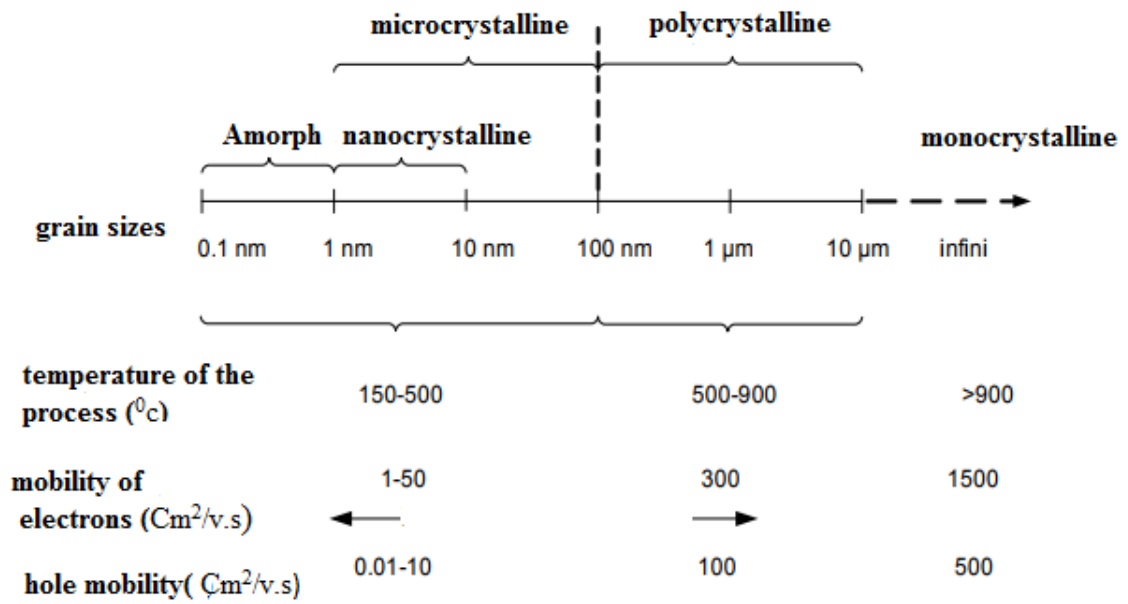 microcrystalline polycrystalline
Amorph nanocrystalline monocrystalline
grain sizes
0.1 nm 1 nm 10 nm 100 nm 1 µm 10 µm infini
temperature of the
process (⁰c)
150-500 500-900 >900
mobility of
electrons (Cm²/v.s)
1-50 300 1500
hole mobility( Cm²/v.s)
0.01-10 100 500